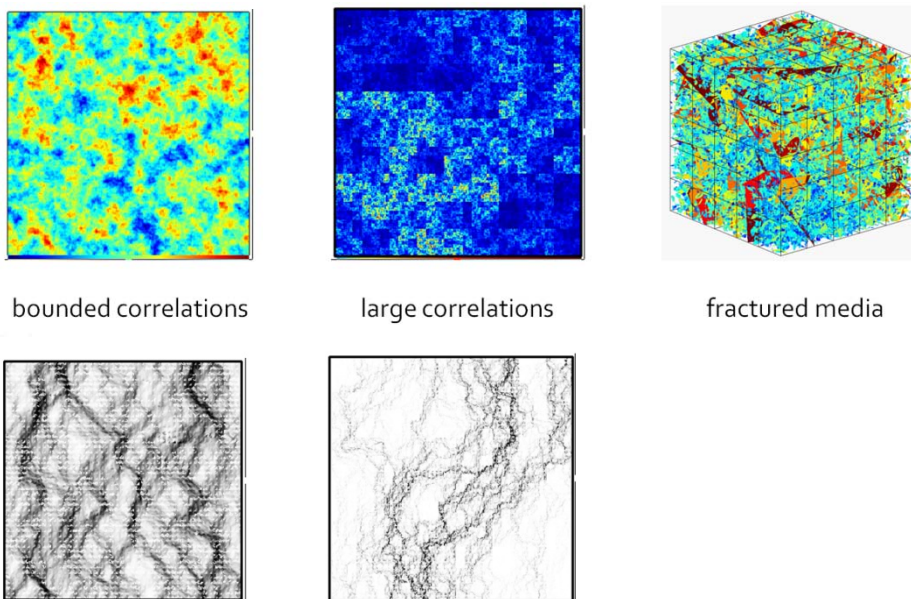 bounded correlations
large correlations
fractured media